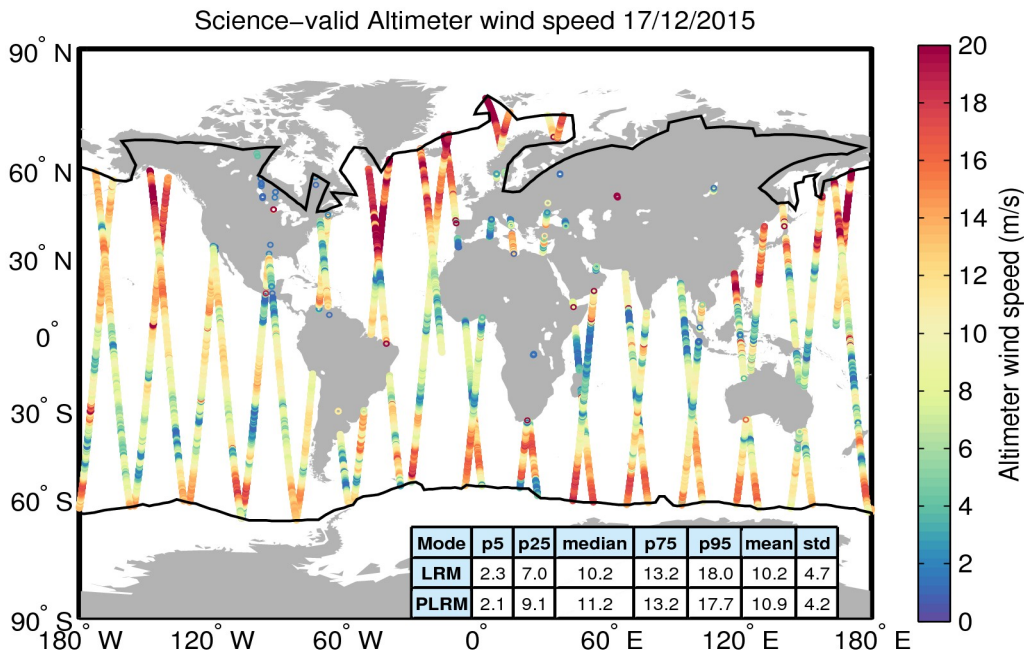 Science−valid Altimeter wind speed 17/12/2015
90° N
60° N
30° N
0°
30° S
60° S
90° S
180° W
120° W
60° W
0°
60° E
120° E
180° E
Mode p5 p25 median p75 p95 mean std
LRM 2.3 7.0 10.2 13.2 18.0 10.2 4.7
PLRM 2.1 9.1 11.2 13.2 17.7 10.9 4.2
20
18
16
14
12
10
8
6
4
2
0
Altimeter wind speed (m/s)